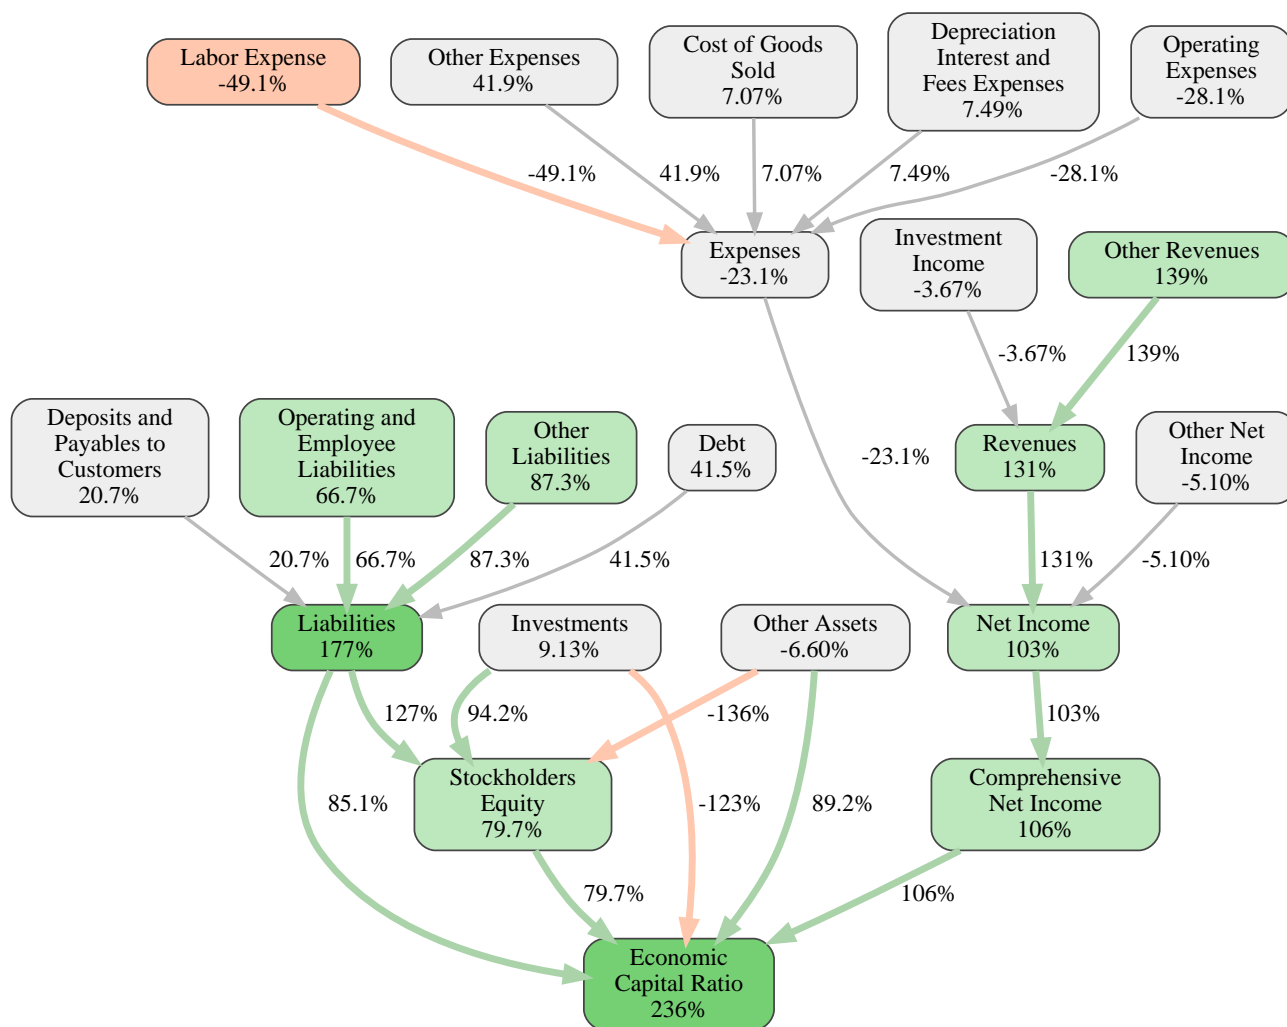 Labor Expense
-49.1%
Other Expenses
41.9%
Cost of Goods
Sold
7.07%
Depreciation
Interest and
Fees Expenses
7.49%
Operating
Expenses
-28.1%
-49.1%
41.9%
7.07%
7.49%
-28.1%
Expenses
-23.1%
Investment
Income
-3.67%
Other Revenues
139%
-3.67%
139%
Deposits and
Payables to
Customers
20.7%
Operating and
Employee
Liabilities
66.7%
Other
Liabilities
87.3%
Debt
41.5%
-23.1%
Revenues
131%
Other Net
Income
-5.10%
20.7%
66.7%
87.3%
41.5%
131%
-5.10%
Liabilities
177%
Investments
9.13%
Other Assets
-6.60%
Net Income
103%
127%
94.2%
-136%
103%
Stockholders
Equity
79.7%
Comprehensive
Net Income
106%
85.1%
-123%
89.2%
79.7%
106%
Economic
Capital Ratio
236%